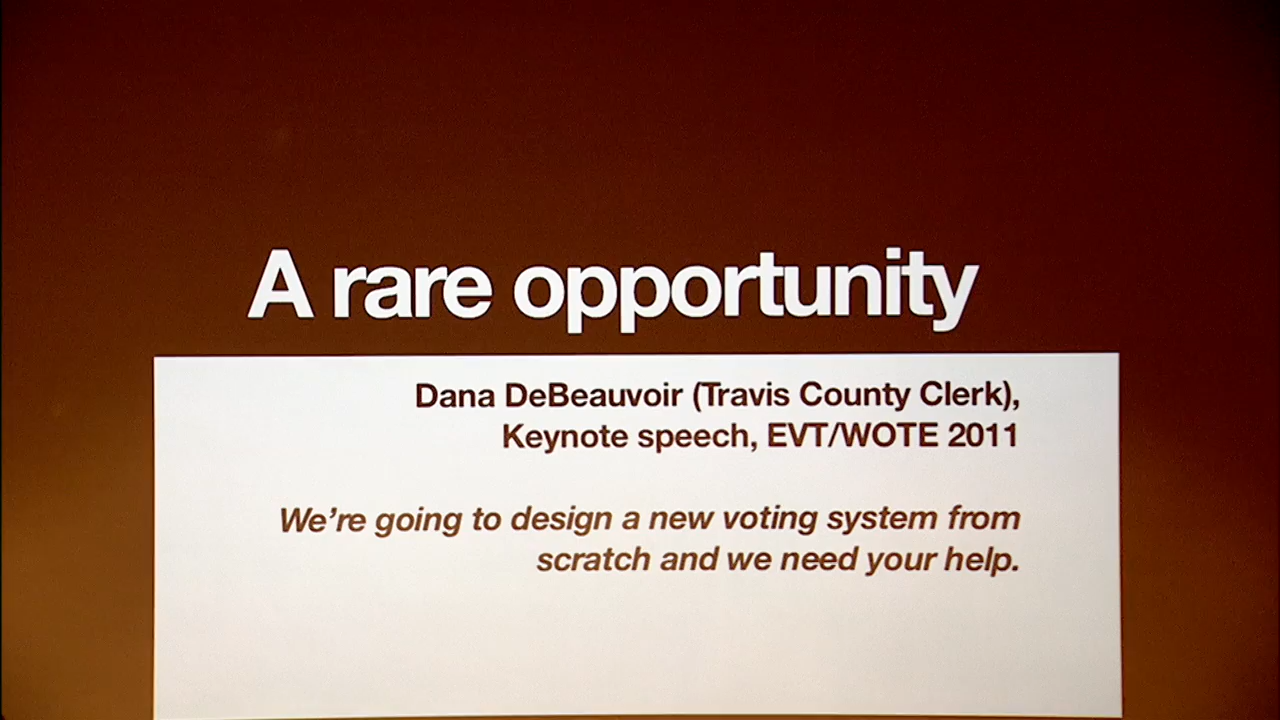 A rare opportunity
Dana DeBeauvoir (Travis County Clerk),
Keynote speech, EVT/WOTE 2011
We're going to design a new voting system from
scratch and we need your help.